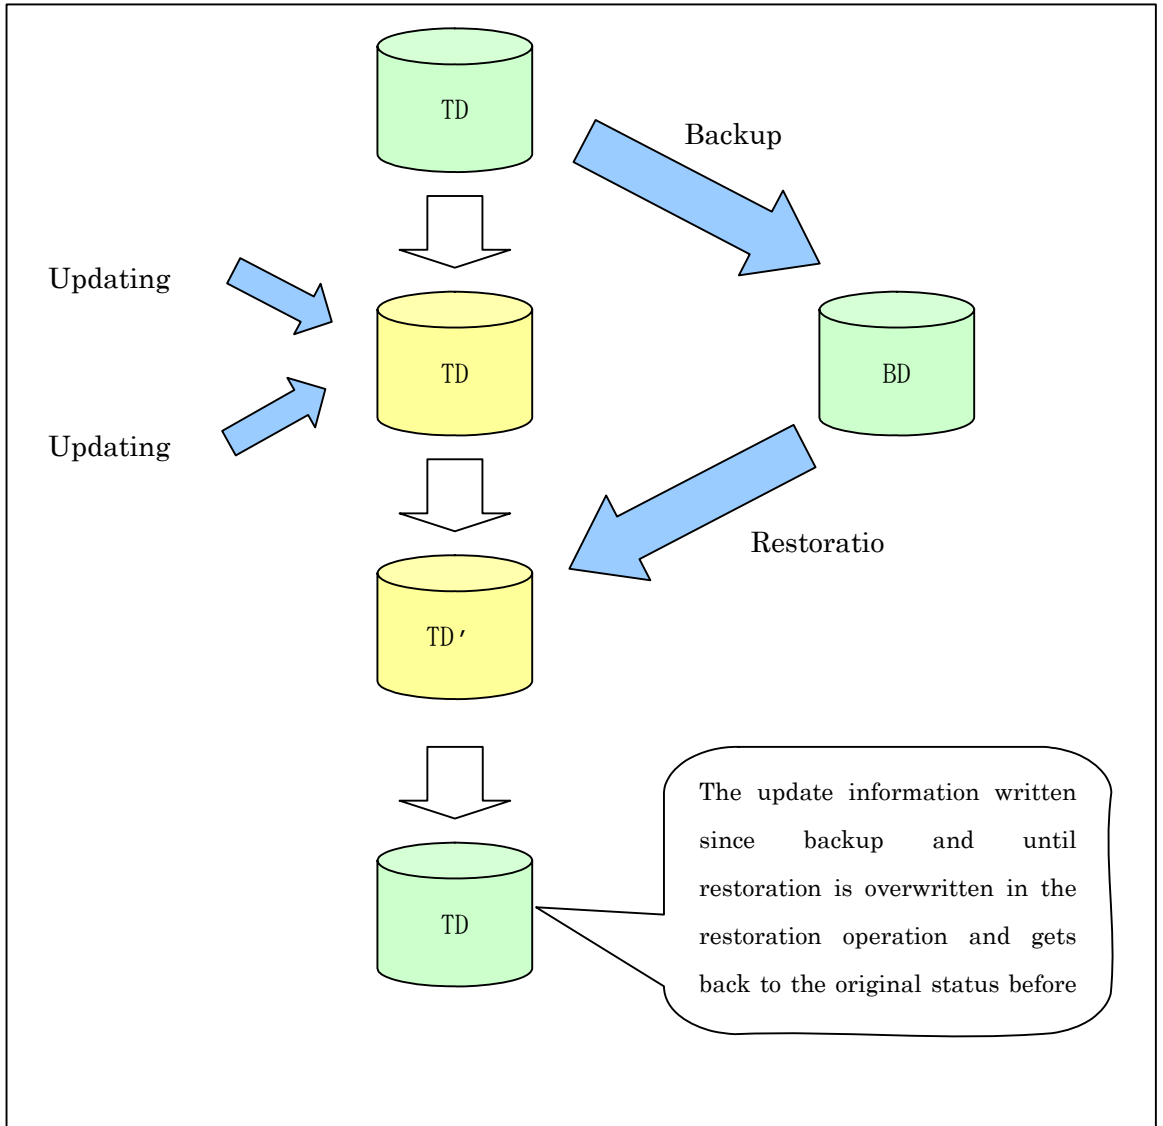 TD
Backup
Updating
TD
BD
Updating
Restoratio
TD'
The update information written
since backup and until
restoration is overwritten in the
restoration operation and gets
back to the original status before
TD